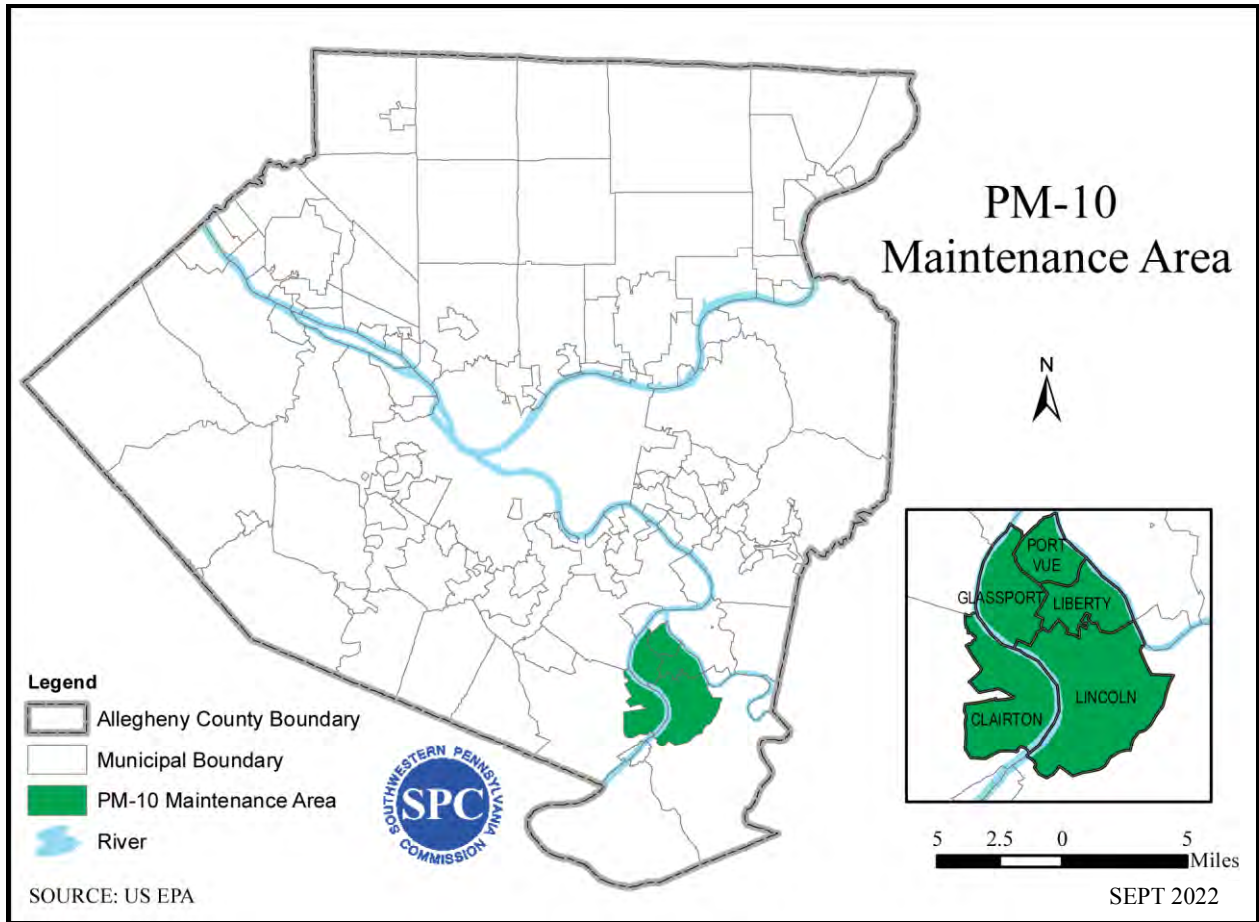 PM-10
Maintenance Area
N
PORT
VUE
GLASSPORT
LIBERTY
LINCOLN
CLAIRTON
Legend
Allegheny County Boundary
Municipal Boundary
PM-10 Maintenance Area
River
SOUTHWESTERN PENNSYLVANIA
SPC
COMMISSION
5 2.5 0 5
Miles
SOURCE: US EPA
SEPT 2022